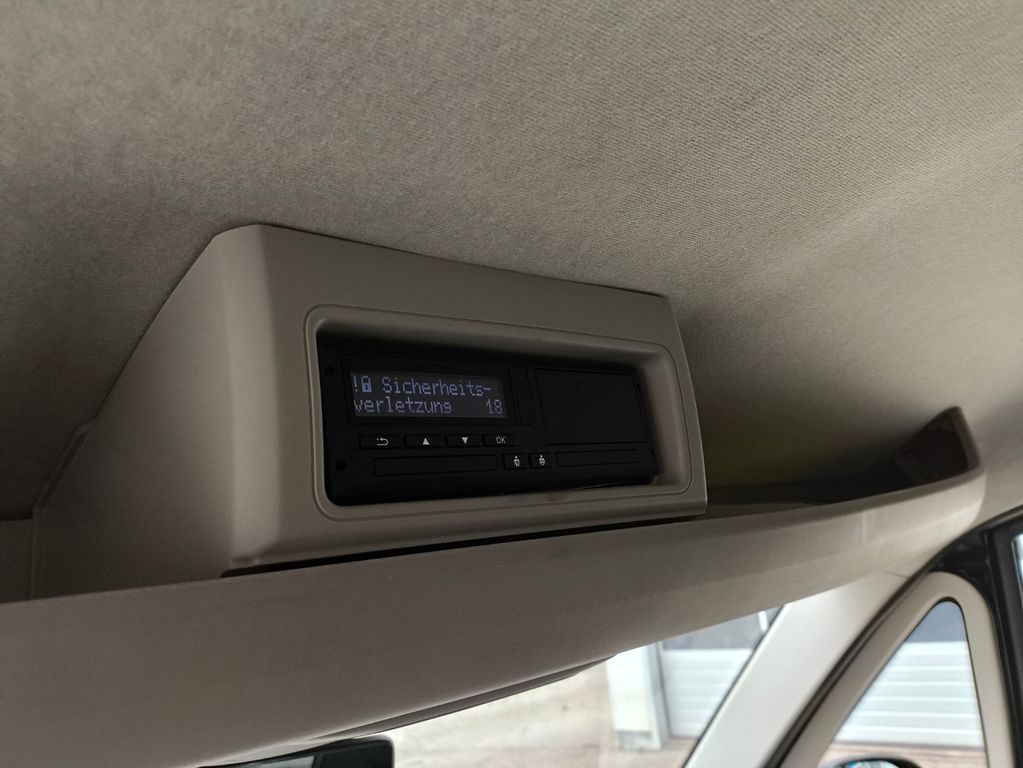 ! Sicherheits-
verletzung 18
OK